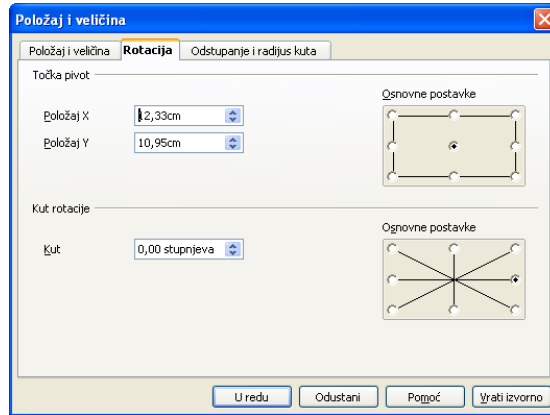 Položaj i veličina
Položaj i veličina Rotacija Odstupanje i radijus kuta
Točka pivot
Osnovne postavke
Položaj X 12,33cm
Položaj Y 10,95cm
Kut rotacije
Osnovne postavke
Kut 0,00 stupnjeva
U redu Odustani Pomoć Vrati izvorno